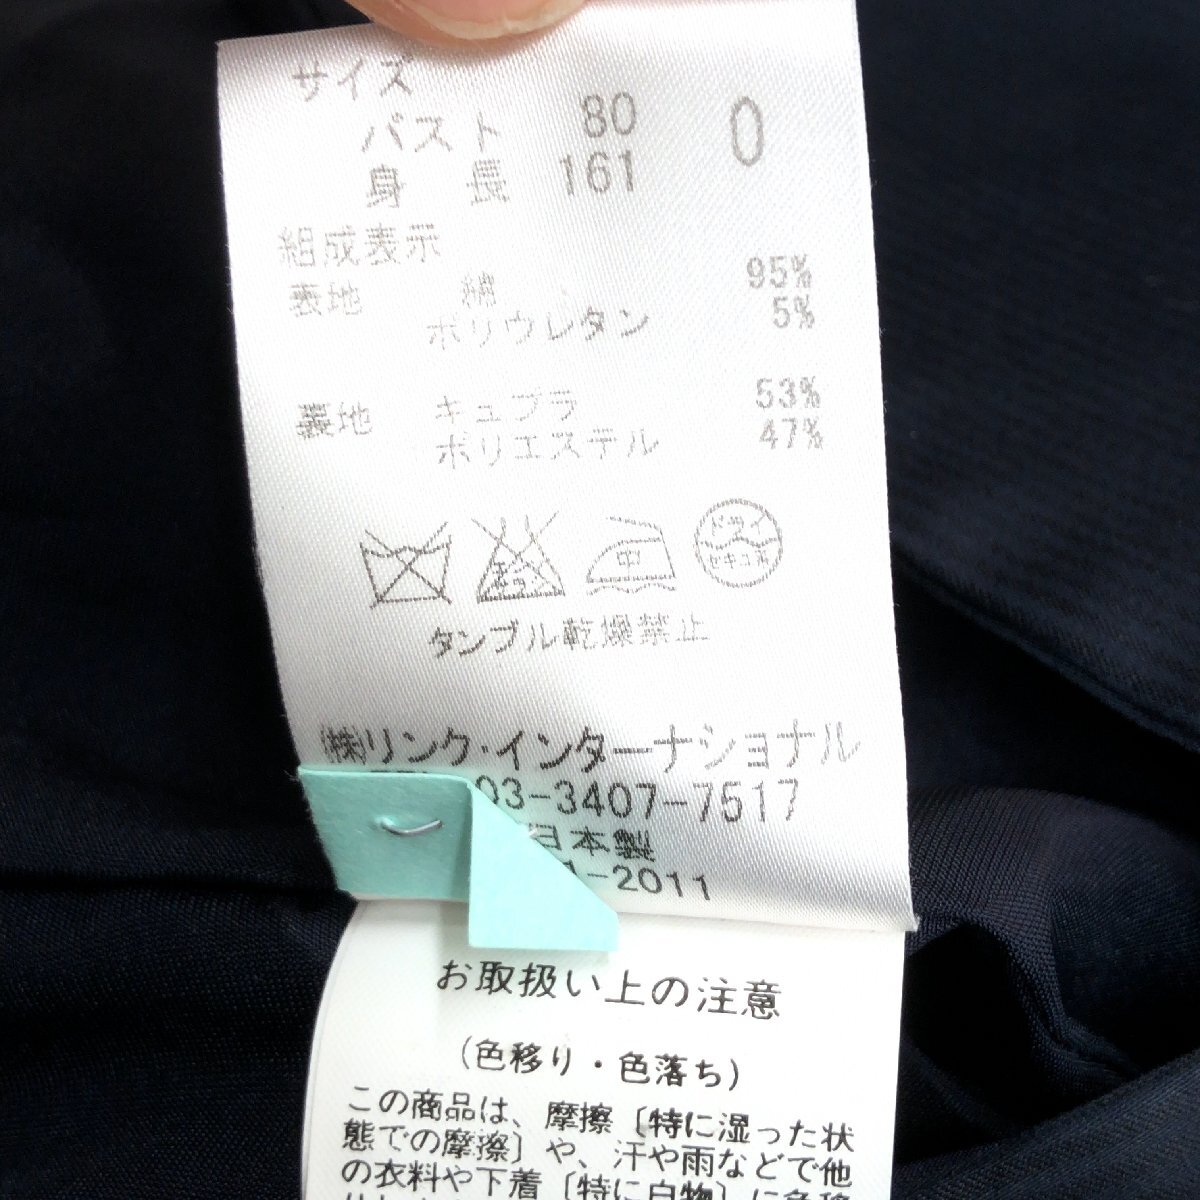 サイズ
バスト 80 0
身 長 161
組成表示
表地 綿 95%
ポリウレタン 5%
裏地 キュプラ 53%
ポリエステル 47%
中
ドライ
セキユ系
タンブル乾燥禁止
(株)リンク・インターナショナル
03-3407-7517
日本製
1-2011
お取扱い上の注意
(色移り・色落ち)
この商品は、摩擦〔特に湿った状
態での摩擦〕や、汗や雨などで他
の衣料や下着〔特に白物〕に色移